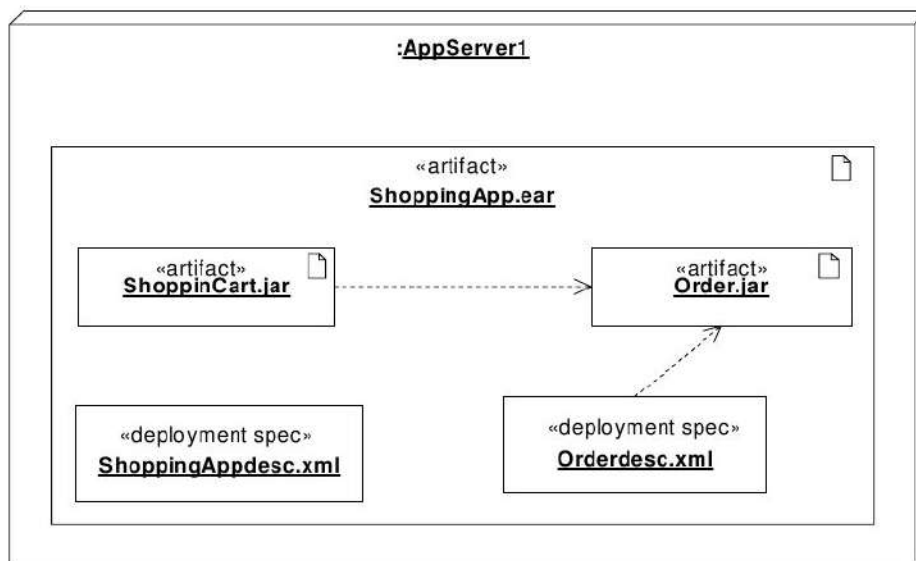 :AppServer1
«artifact»
ShoppingApp.ear
«artifact»
ShoppinCart.jar
«artifact»
Order.jar
«deployment spec»
ShoppingAppdesc.xml
«deployment spec»
Orderdesc.xml